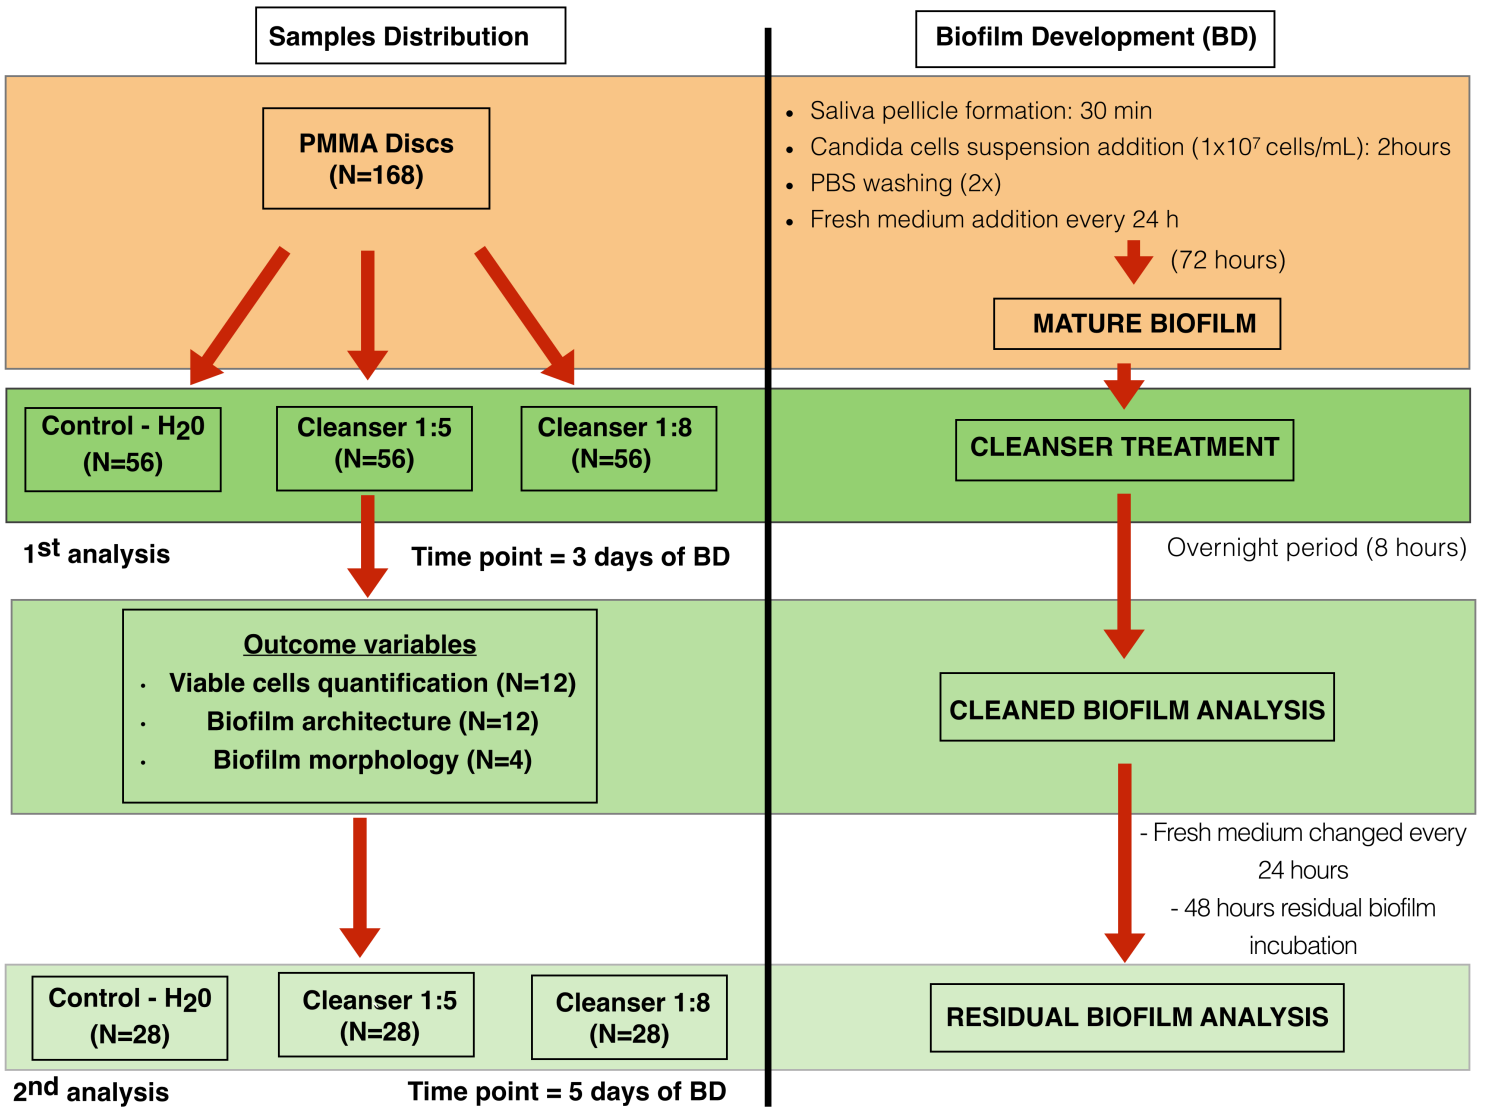 Samples Distribution
PMMA Discs
(N=168)
Control - H20
(N=56)
Cleanser 1:5
(N=56)
Cleanser 1:8
(N=56)
1st analysis
Time point = 3 days of BD
Outcome variables
· Viable cells quantification (N=12)
· Biofilm architecture (N=12)
· Biofilm morphology (N=4)
Control - H20
(N=28)
Cleanser 1:5
(N=28)
Cleanser 1:8
(N=28)
2nd analysis
Time point = 5 days of BD
Biofilm Development (BD)
• Saliva pellicle formation: 30 min
• Candida cells suspension addition (1x10⁷ cells/mL): 2hours
• PBS washing (2x)
• Fresh medium addition every 24 h
(72 hours)
MATURE BIOFILM
CLEANSER TREATMENT
Overnight period (8 hours)
CLEANED BIOFILM ANALYSIS
- Fresh medium changed every
24 hours
- 48 hours residual biofilm
incubation
RESIDUAL BIOFILM ANALYSIS